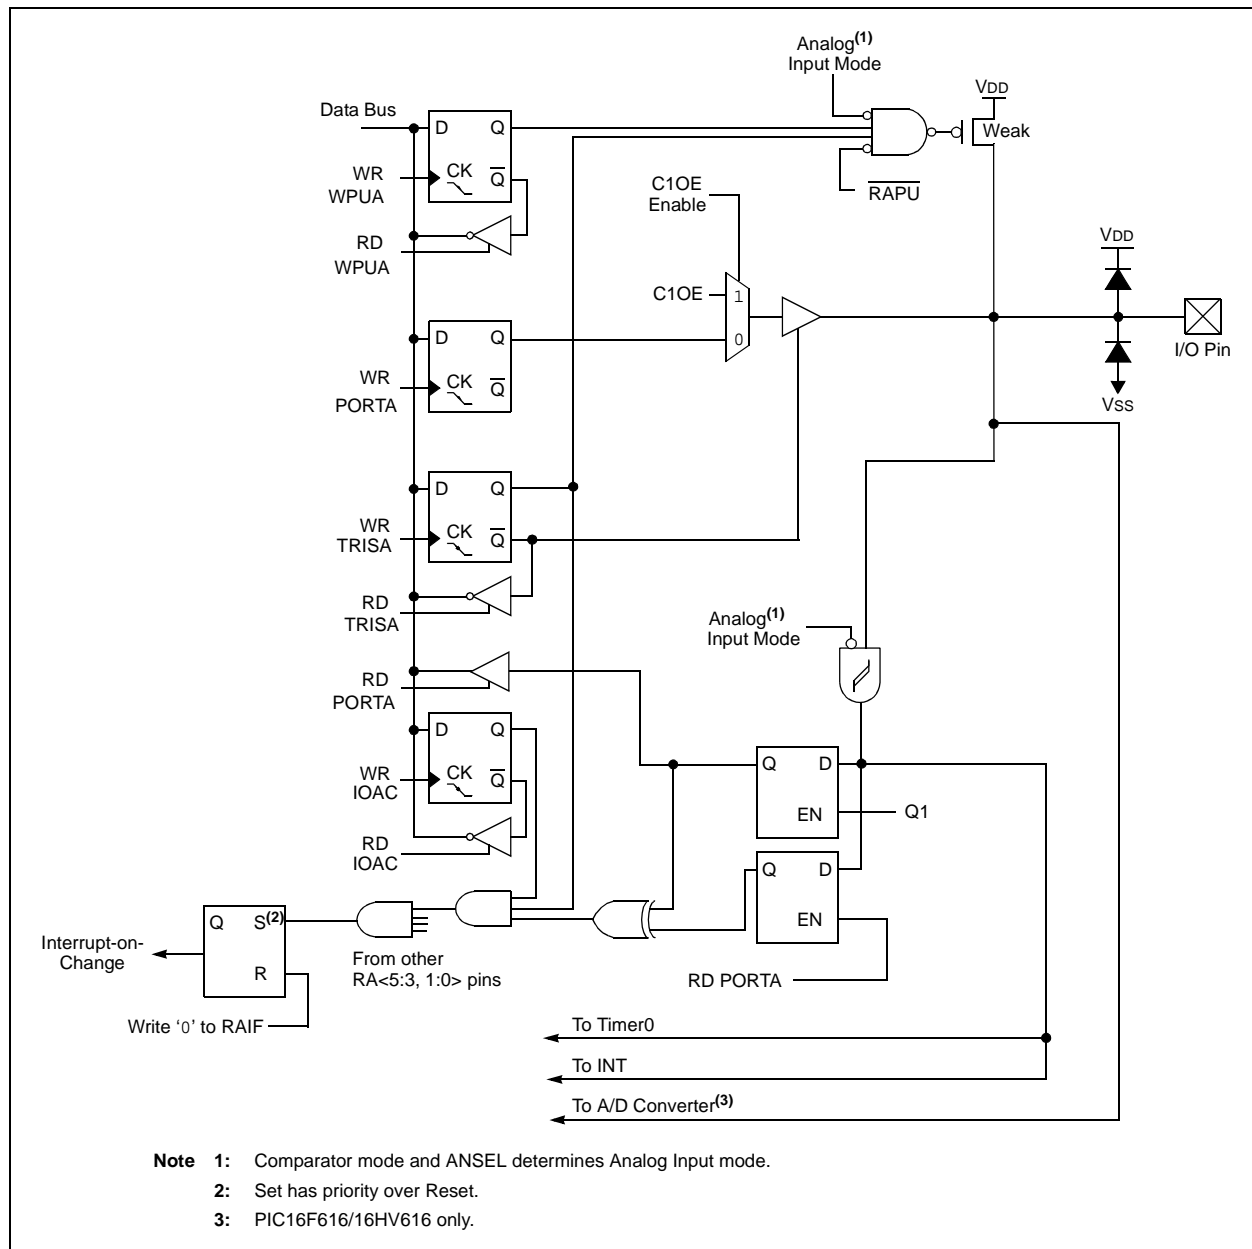 Analog(1)
Input Mode
VDD
Data Bus
D
Q
Weak
WR
WPUA
CK
Q
RAPU
C1OE
Enable
RD
WPUA
VDD
C1OE
1
0
D
Q
I/O Pin
WR
PORTA
CK
Q
VSS
D
Q
WR
TRISA
CK
Q
RD
TRISA
Analog(1)
Input Mode
RD
PORTA
D
Q
WR
IOAC
CK
Q
Q
D
EN
Q1
RD
IOAC
Q
D
EN
Q
S(2)
R
Interrupt-on-
Change
From other
RA<5:3, 1:0> pins
RD PORTA
Write ‘0’ to RAIF
To Timer0
To INT
To A/D Converter(3)
Note 1: Comparator mode and ANSEL determines Analog Input mode.
2: Set has priority over Reset.
3: PIC16F616/16HV616 only.